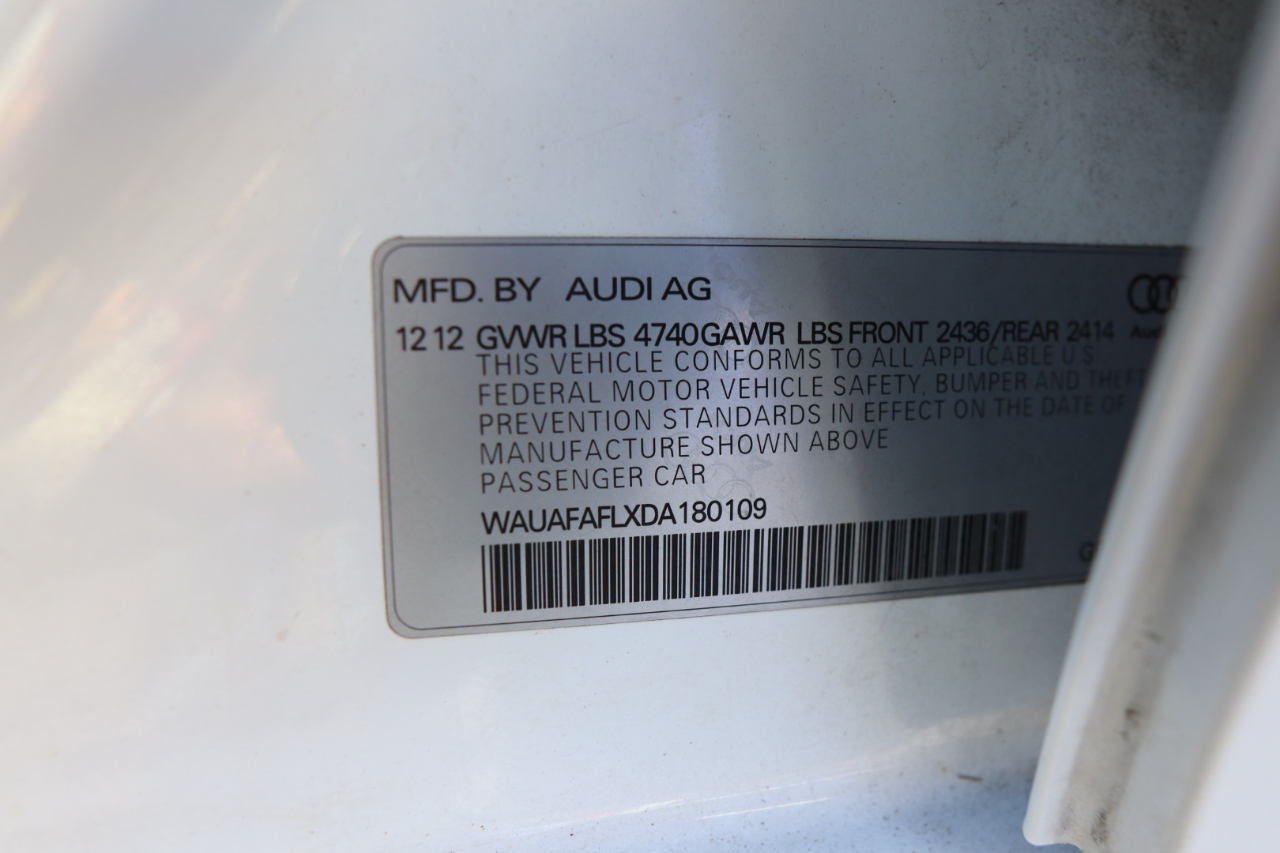 MFD. BY AUDI AG
12 12 GVWR LBS 4740 GAWR LBS FRONT 2436/REAR 2414
THIS VEHICLE CONFORMS TO ALL APPLICABLE U S
FEDERAL MOTOR VEHICLE SAFETY, BUMPER AND THEFT
PREVENTION STANDARDS IN EFFECT ON THE DATE OF
MANUFACTURE SHOWN ABOVE
PASSENGER CAR
WAUAFAFLXDA180109